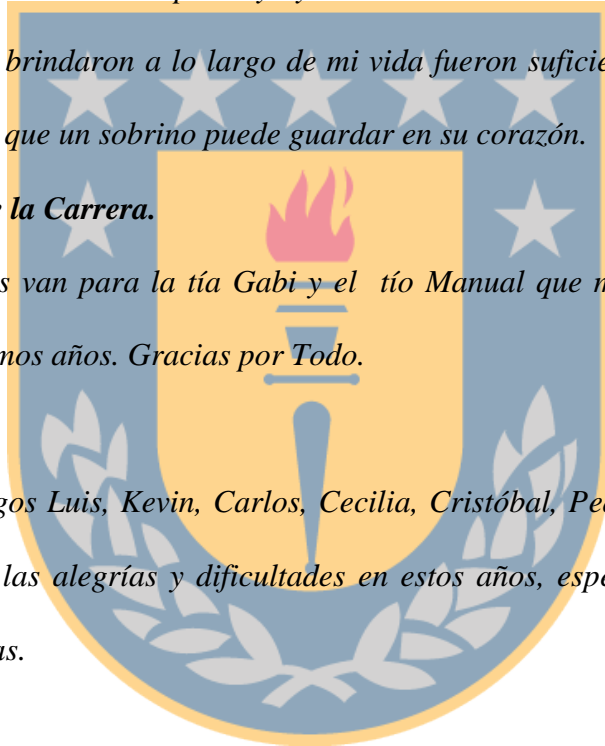 brindaron a lo largo de mi vida fueron suficie
que un sobrino puede guardar en su corazón.
la Carrera.
s van para la tía Gabi y el tío Manual que m
mos años. Gracias por Todo.
gos Luis, Kevin, Carlos, Cecilia, Cristóbal, Pe
las alegrías y dificultades en estos años, espe
as.